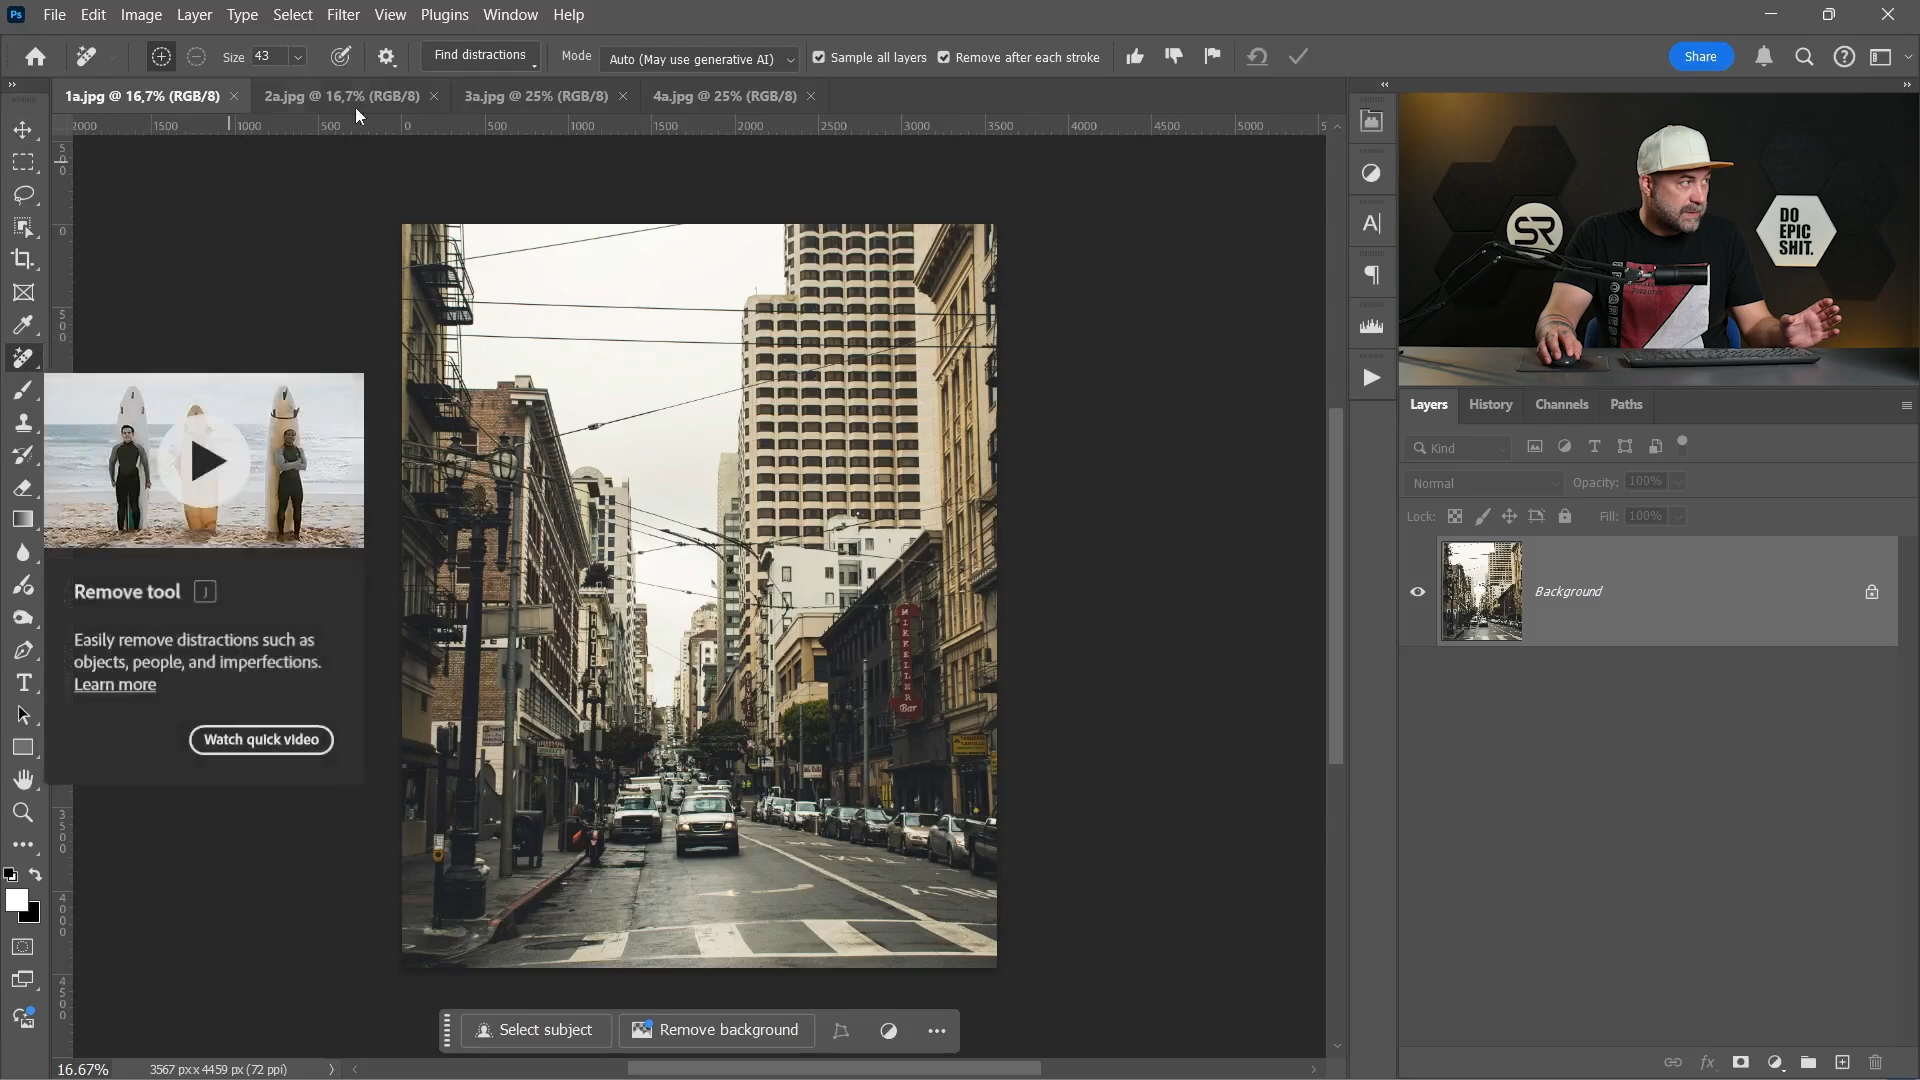 Ps File Edit Image Layer Type Select Filter View Plugins Window Help
Size 43 Find distractions Mode Auto (May use generative AI) Sample all layers Remove after each stroke Share
1a.jpg @ 16,7% (RGB/8) 2a.jpg @ 16,7% (RGB/8) 3a.jpg @ 25% (RGB/8) 4a.jpg @ 25% (RGB/8)
2000 1500 1000 500 0 500 1000 1500 2000 2500 3000 3500 4000 4500 5000
SR
DO
EPIC
SHIT.
Layers History Channels Paths
Kind
Normal Opacity: 100%
Lock: Fill: 100%
Background
HOTEL
MIKKELLER
Bar
Remove tool J
Easily remove distractions such as
objects, people, and imperfections.
Learn more
Watch quick video
Select subject Remove background
16.67% 3567 px x 4459 px (72 ppi)